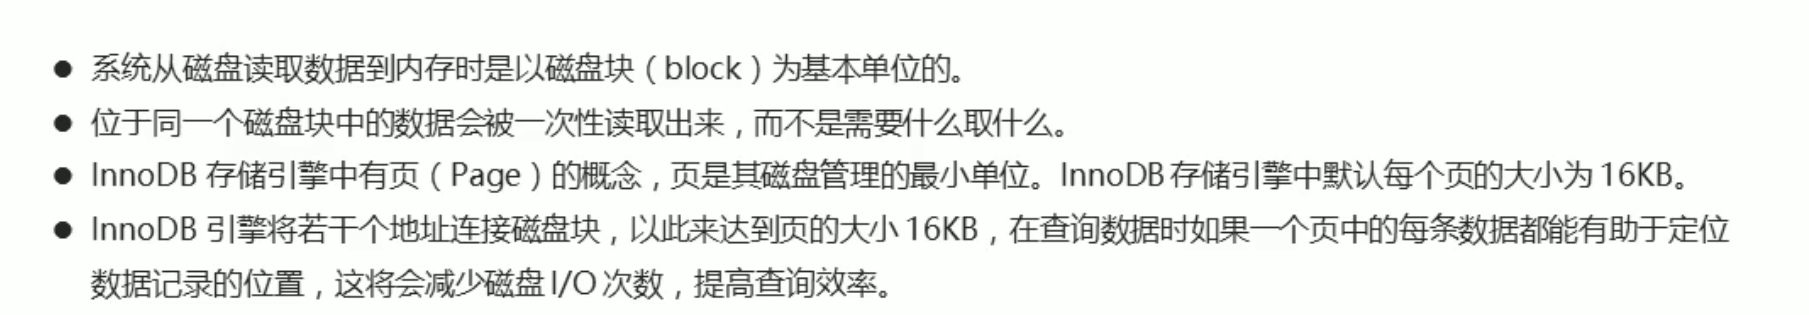 ● 系统从磁盘读取数据到内存时是以磁盘块（block）为基本单位的。
● 位于同一个磁盘块中的数据会被一次性读取出来，而不是需要什么取什么。
● InnoDB 存储引擎中有页（Page）的概念，页是其磁盘管理的最小单位。InnoDB 存储引擎中默认每个页的大小为 16KB。
● InnoDB 引擎将若干个地址连接磁盘块，以此来达到页的大小 16KB，在查询数据时如果一个页中的每条数据都能有助于定位
数据记录的位置，这将会减少磁盘 I/O 次数，提高查询效率。